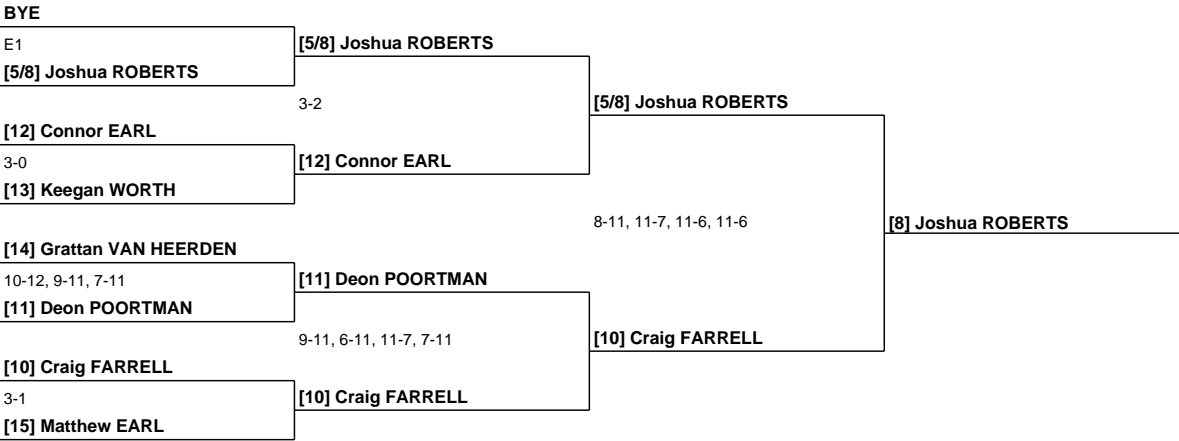 BYE
E1
[5/8] Joshua ROBERTS
[5/8] Joshua ROBERTS
3-2
[5/8] Joshua ROBERTS
[12] Connor EARL
3-0
[12] Connor EARL
[13] Keegan WORTH
8-11, 11-7, 11-6, 11-6
[8] Joshua ROBERTS
[14] Grattan VAN HEERDEN
10-12, 9-11, 7-11
[11] Deon POORTMAN
[11] Deon POORTMAN
9-11, 6-11, 11-7, 7-11
[10] Craig FARRELL
[10] Craig FARRELL
3-1
[10] Craig FARRELL
[15] Matthew EARL